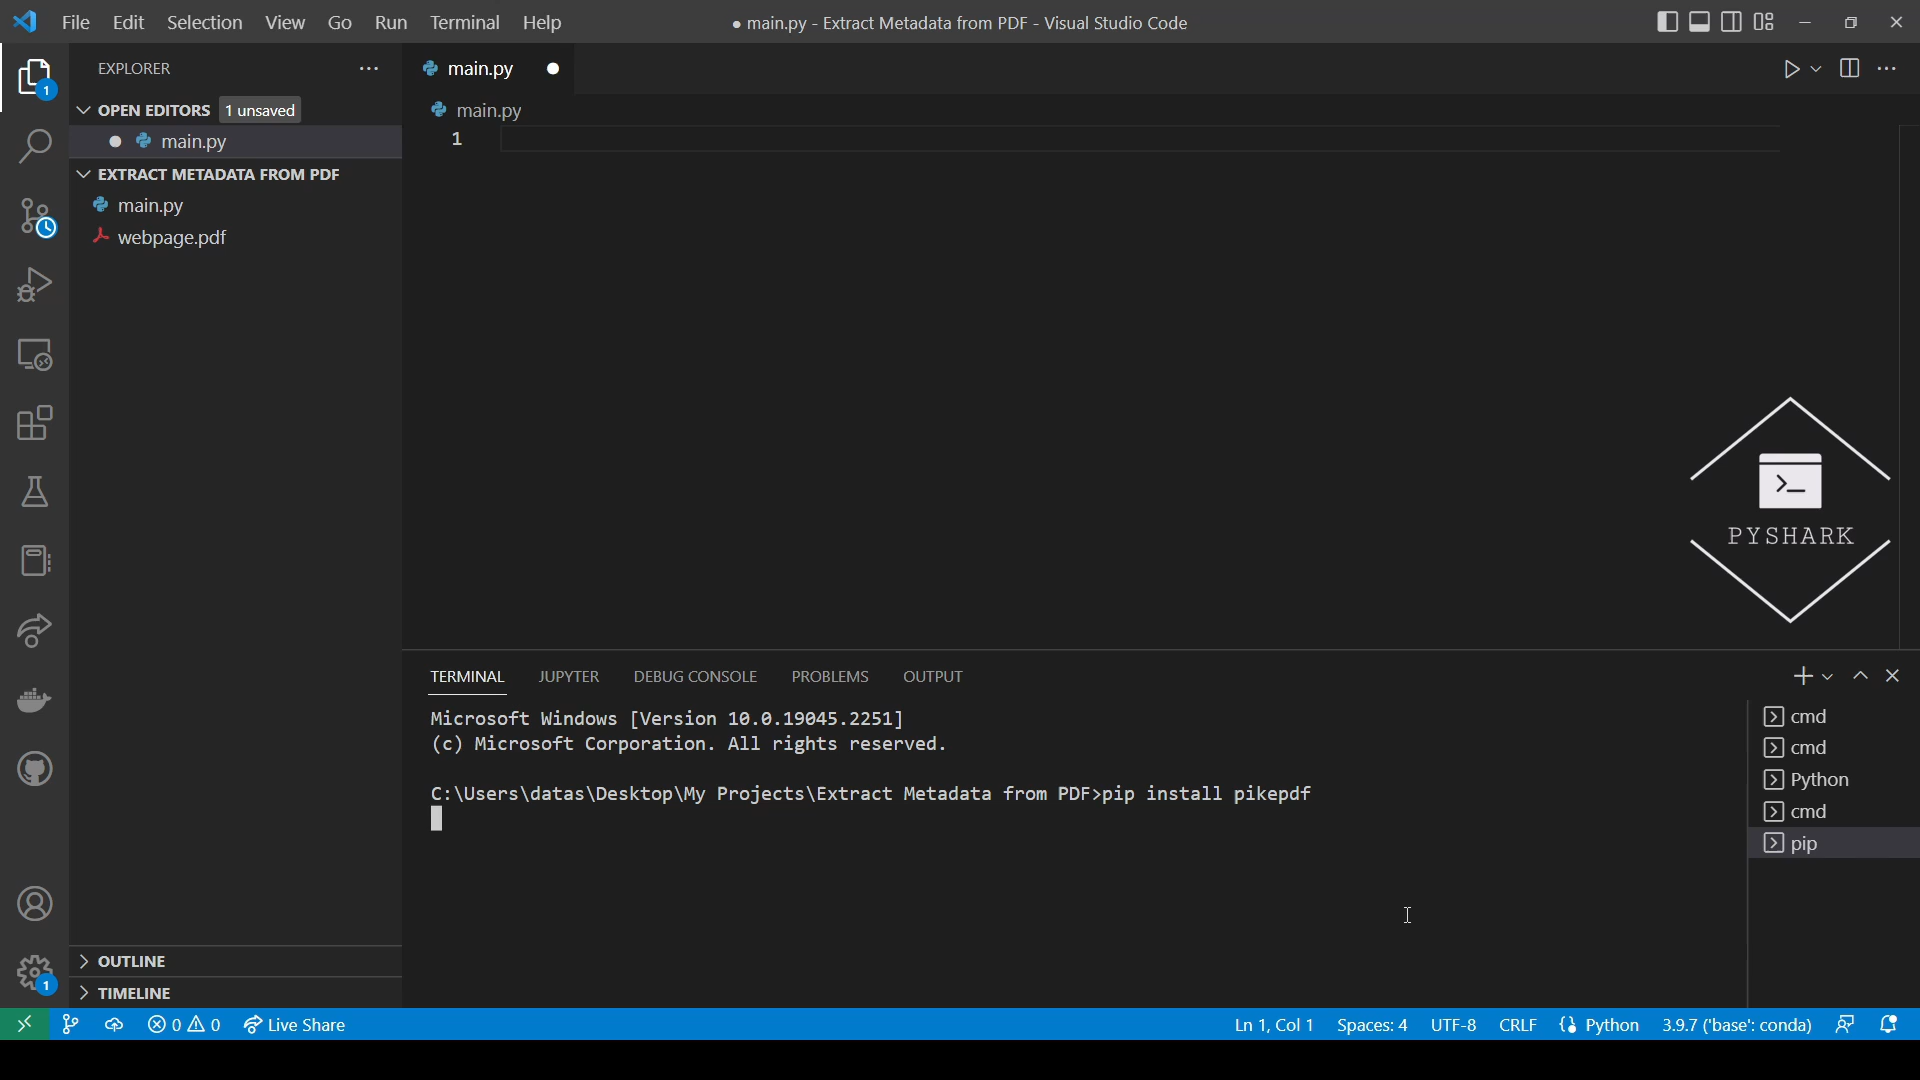 File Edit Selection View Go Run Terminal Help
● main.py - Extract Metadata from PDF - Visual Studio Code
EXPLORER
OPEN EDITORS 1 unsaved
main.py
EXTRACT METADATA FROM PDF
main.py
webpage.pdf
OUTLINE
TIMELINE
1
1
main.py
main.py
1
PYSHARK
TERMINAL JUPYTER DEBUG CONSOLE PROBLEMS OUTPUT
Microsoft Windows [Version 10.0.19045.2251]
(c) Microsoft Corporation. All rights reserved.
C:\Users\datas\Desktop\My Projects\Extract Metadata from PDF>pip install pikepdf
cmd
cmd
Python
cmd
pip
0 0 Live Share
Ln 1, Col 1 Spaces: 4 UTF-8 CRLF Python 3.9.7 ('base': conda)